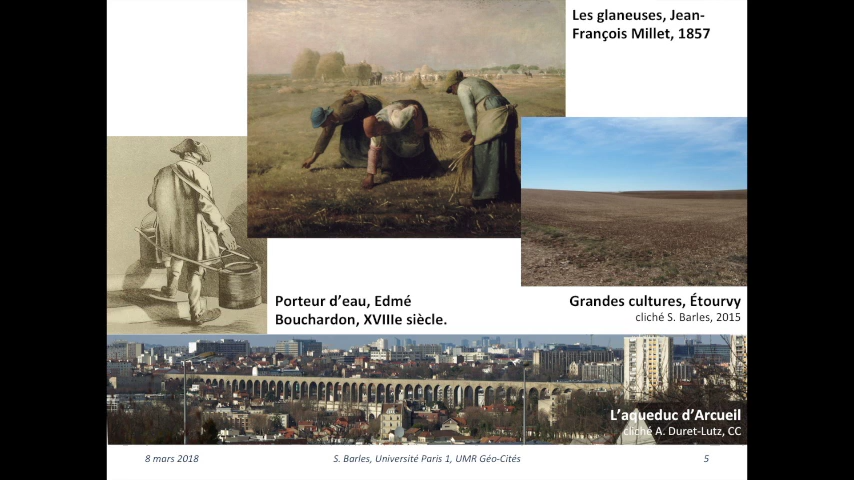 Les glaneuses, Jean-
François Millet, 1857
Porteur d’eau, Edmé
Bouchardon, XVIIIe siècle.
Grandes cultures, Étourvy
cliché S. Barles, 2015
L’aqueduc d’Arcueil
cliché A. Duret-Lutz, CC
8 mars 2018
S. Barles, Université Paris 1, UMR Géo-Cités
5